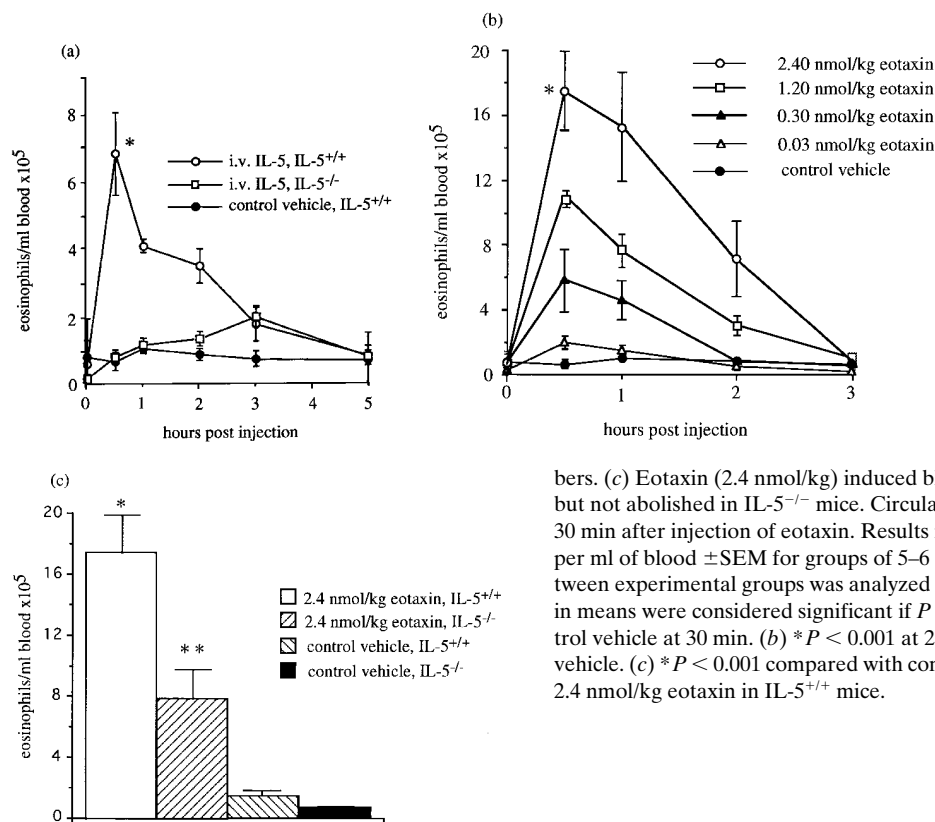 (a)
8
6
4
2
0
eosinophils/ml blood x10⁵
*
i.v. IL-5, IL-5+/+
i.v. IL-5, IL-5-/-
control vehicle, IL-5+/+
0 1 2 3 4 5
hours post injection
(b)
20
16
12
8
4
0
eosinophils/ml blood x10⁵
*
2.40 nmol/kg eotaxin
1.20 nmol/kg eotaxin
0.30 nmol/kg eotaxin
0.03 nmol/kg eotaxin
control vehicle
0 1 2 3
hours post injection
(c)
20
16
12
8
4
0
eosinophils/ml blood x10⁵
*
**
2.4 nmol/kg eotaxin, IL-5+/+
2.4 nmol/kg eotaxin, IL-5-/-
control vehicle, IL-5+/+
control vehicle, IL-5-/-
bers. (c) Eotaxin (2.4 nmol/kg) induced b
but not abolished in IL-5−/− mice. Circula
30 min after injection of eotaxin. Results
per ml of blood ±SEM for groups of 5–6
tween experimental groups was analyzed
in means were considered significant if P
trol vehicle at 30 min. (b) *P < 0.001 at 2
vehicle. (c) *P < 0.001 compared with con
2.4 nmol/kg eotaxin in IL-5+/+ mice.